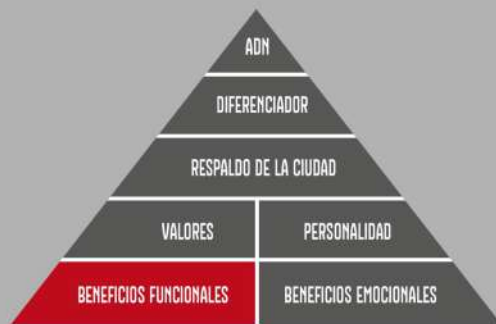 ADN
DIFERENCIADOR
RESPALDO DE LA CIUDAD
VALORES
PERSONALIDAD
BENEFICIOS FUNCIONALES
BENEFICIOS EMOCIONALES